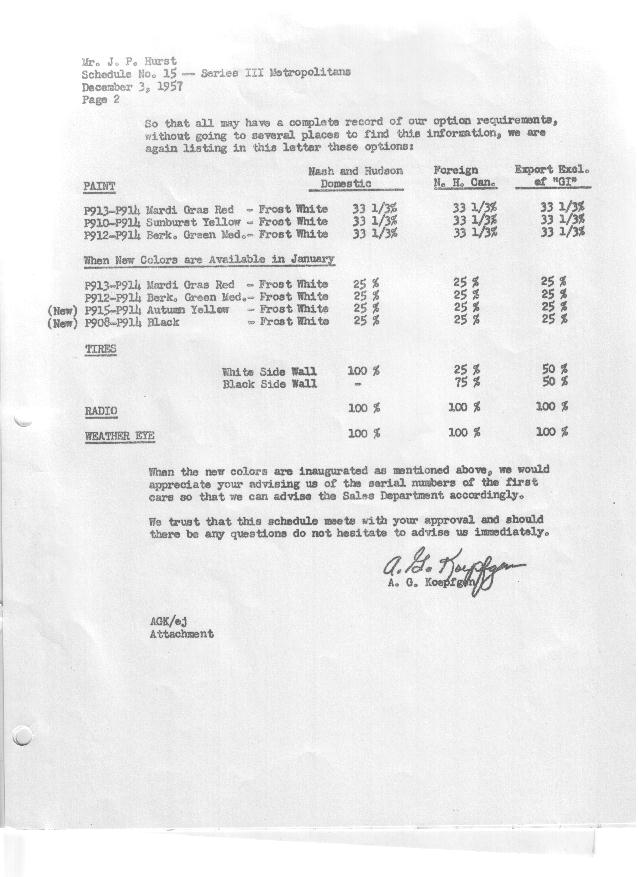 Mr. J. P. Hurst
Schedule No. 15 -- Series III Metropolitans
December 3, 1957
Page 2
So that all may have a complete record of our option requirements,
without going to several places to find this information, we are
again listing in this letter these options:
PAINT Nash and Hudson Domestic Foreign N. H. Can. Export Excl. of "GI"
P913-P914 Mardi Gras Red - Frost White 33 1/3% 33 1/3% 33 1/3%
P910-P914 Sunburst Yellow - Frost White 33 1/3% 33 1/3% 33 1/3%
P912-P914 Berk. Green Med.- Frost White 33 1/3% 33 1/3% 33 1/3%
When New Colors are Available in January
P913-P914 Mardi Gras Red - Frost White 25 % 25 % 25 %
P912-P914 Berk. Green Med.- Frost White 25 % 25 % 25 %
(New) P915-P914 Autumn Yellow - Frost White 25 % 25 % 25 %
(New) P908-P914 Black - Frost White 25 % 25 % 25 %
TIRES
White Side Wall 100 % 25 % 50 %
Black Side Wall - 75 % 50 %
RADIO 100 % 100 % 100 %
WEATHER EYE 100 % 100 % 100 %
When the new colors are inaugurated as mentioned above, we would
appreciate your advising us of the serial numbers of the first
cars so that we can advise the Sales Department accordingly.
We trust that this schedule meets with your approval and should
there be any questions do not hesitate to advise us immediately.
A. G. Koepfgen
A. G. Koepfgen
AGK/ej
Attachment